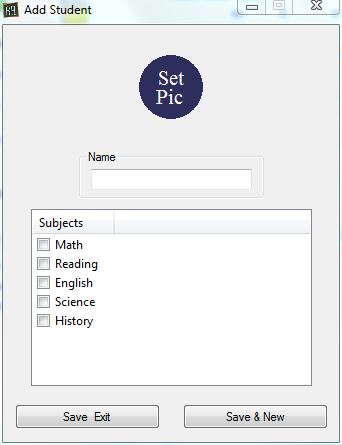 Add Student
Set
Pic
Name
Subjects
Math
Reading
English
Science
History
Save  Exit
Save & New